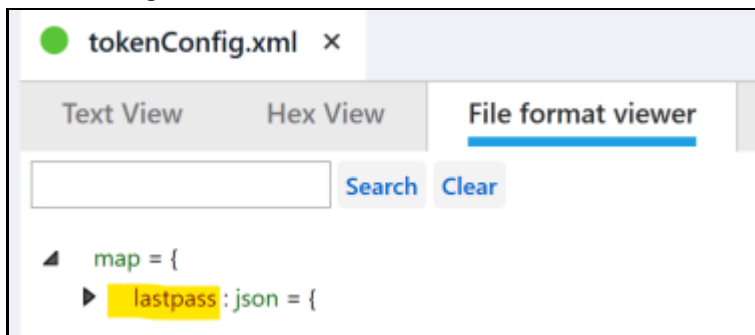 tokenConfig.xml ×
Text View Hex View File format viewer
Search Clear
map = {
lastpass : json = {